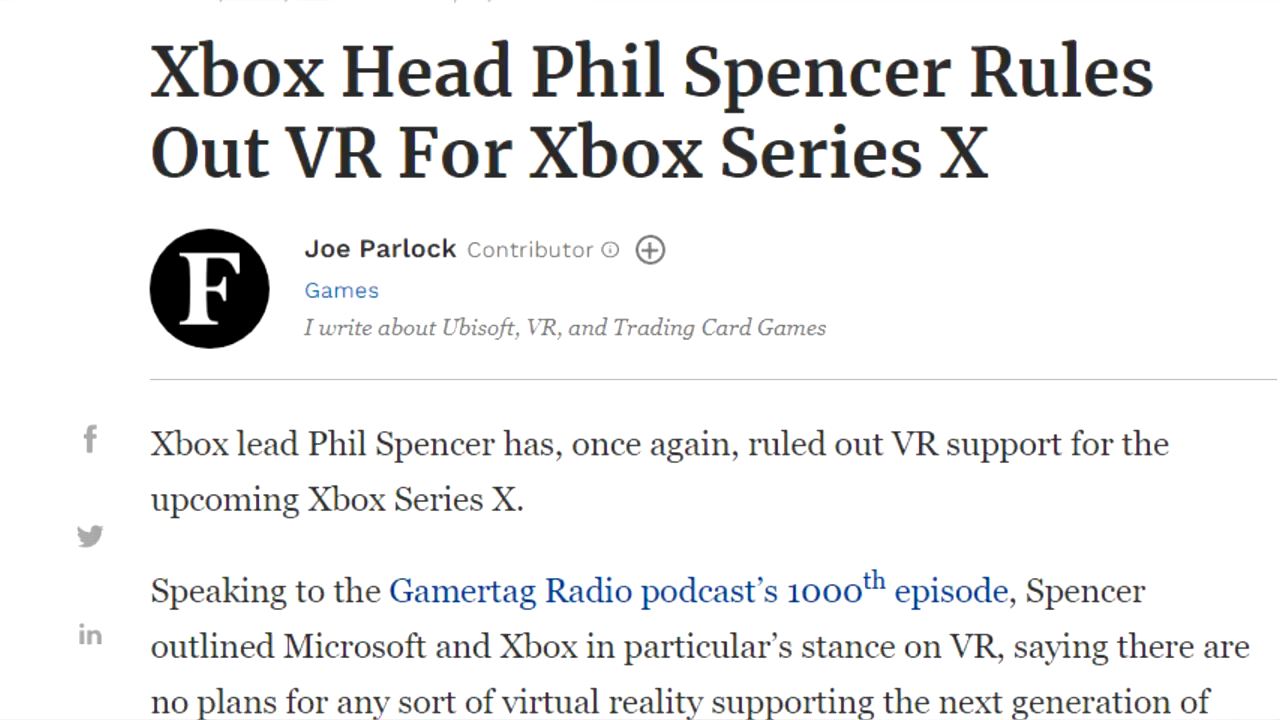 Xbox Head Phil Spencer Rules
Out VR For Xbox Series X
F
Joe Parlock Contributor
Games
I write about Ubisoft, VR, and Trading Card Games
Xbox lead Phil Spencer has, once again, ruled out VR support for the
upcoming Xbox Series X.
Speaking to the Gamertag Radio podcast’s 1000th episode, Spencer
outlined Microsoft and Xbox in particular’s stance on VR, saying there are
no plans for any sort of virtual reality supporting the next generation of